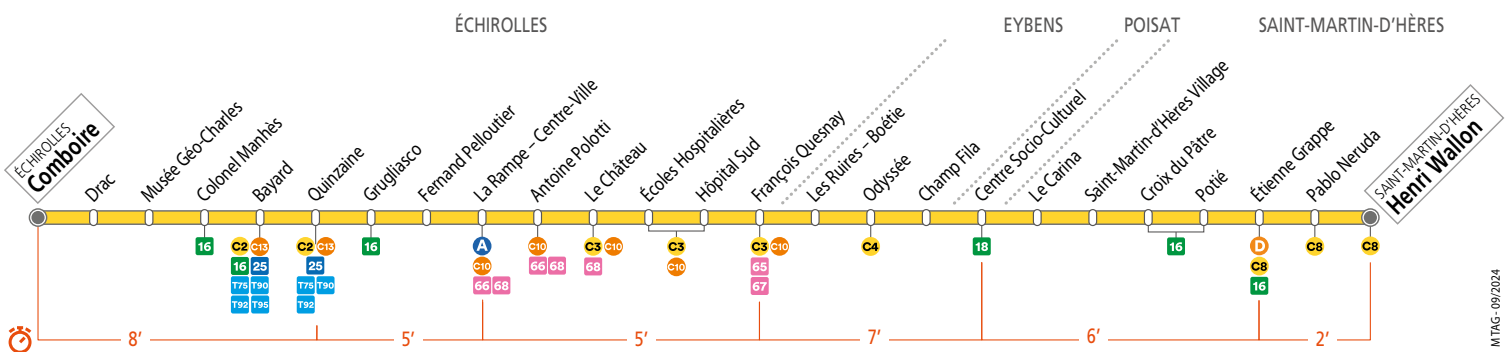 ÉCHIROLLES
EYBENS
POISAT
SAINT-MARTIN-D'HÈRES
ÉCHIROLLES
Comboire
Drac
Musée Géo-Charles
Colonel Manhès
Bayard
Quinzaine
Grugliasco
Fernand Pelloutier
La Rampe – Centre-Ville
Antoine Polotti
Le Château
Écoles Hospitalières
Hôpital Sud
François Quesnay
Les Ruires – Boétie
Odyssée
Champ Fila
Centre Socio-Culturel
Le Carina
Saint-Martin-d'Hères Village
Croix du Pâtre
Potié
Étienne Grappe
Pablo Neruda
SAINT-MARTIN-D'HÈRES
Henri Wallon
16
C2 C13
16 25
T75 T90
T92 T95
C2 C13
25
T75 T90
T92
16
A
C10
66 68
C10
66 68
C3 C10
68
C3
C10
C3 C10
65
67
C4
18
16
D
C8
16
C8
C8
8’ 5’ 5’ 7’ 6’ 2’
M TAG - 09/2024